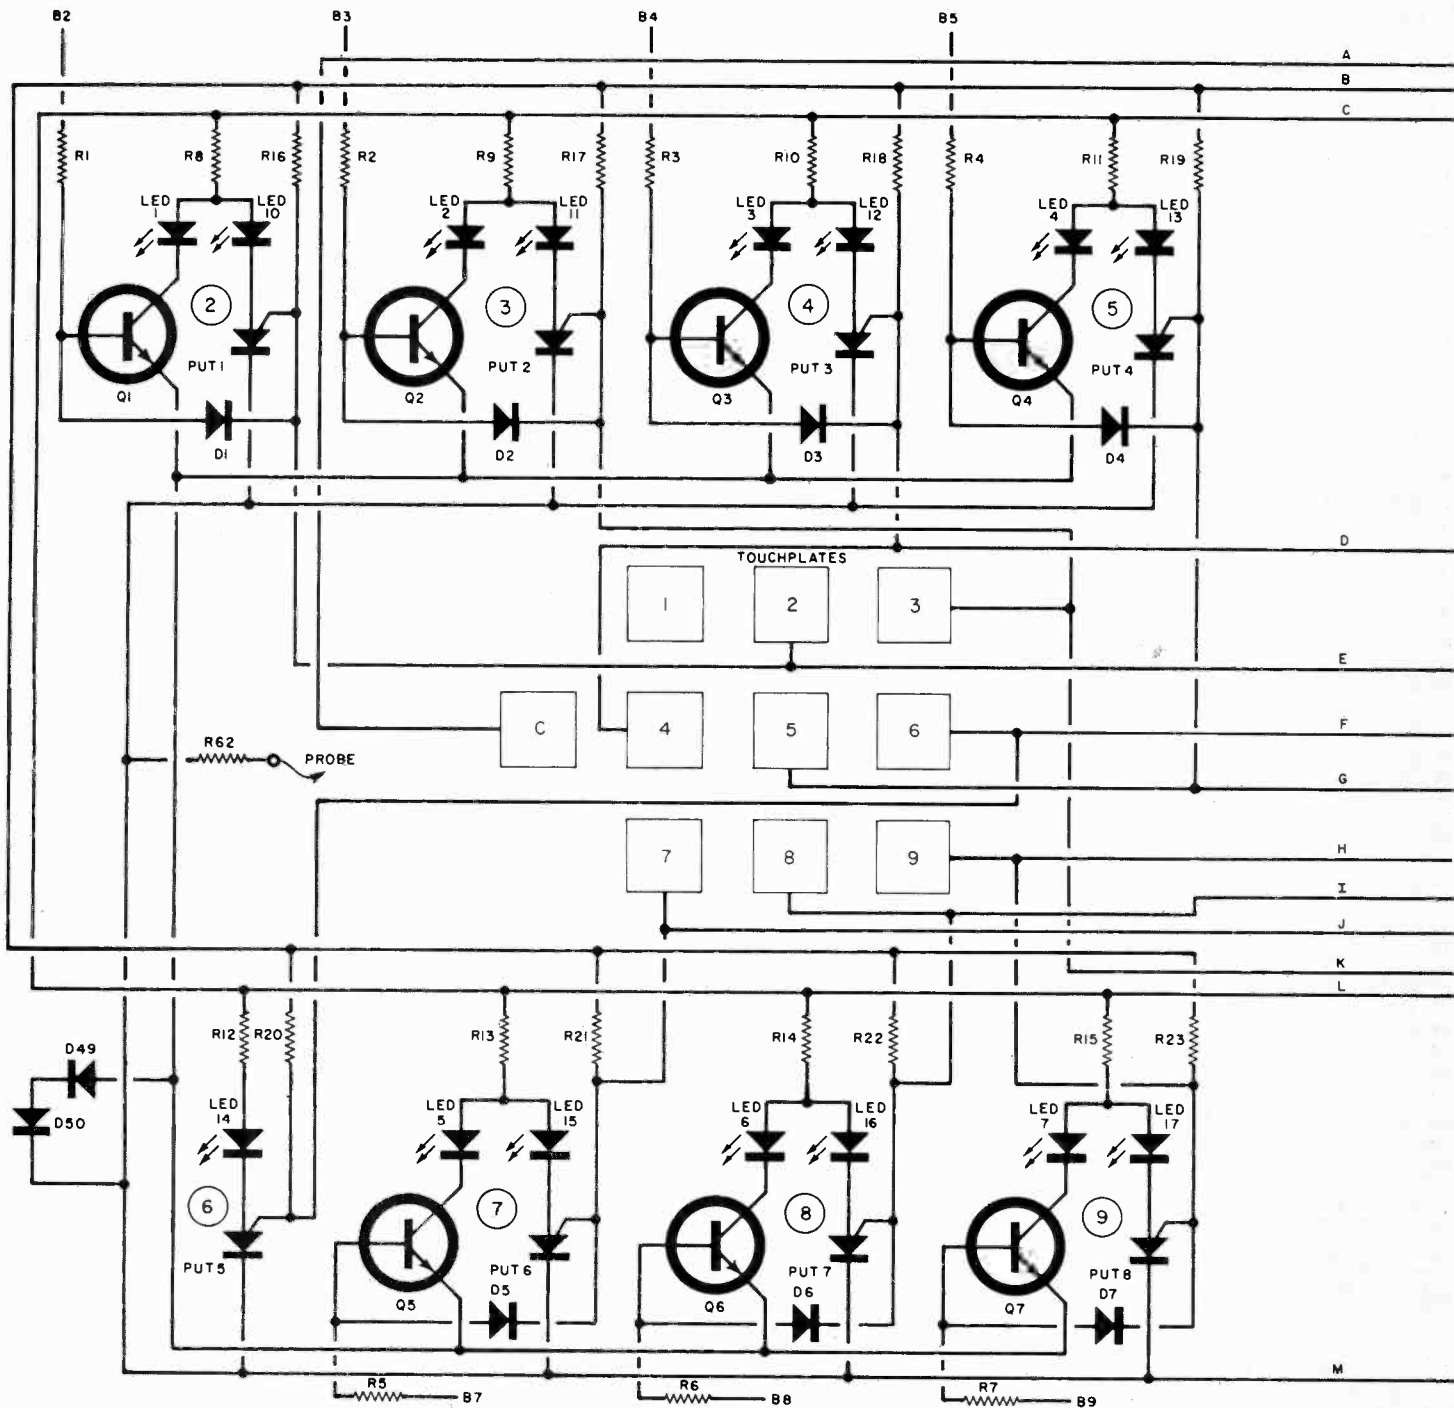 B2 B3 B4 B5
A
B
C
R1 R8 R16 R2 R9 R17 R3 R10 R18 R4 R11 R19
LED 1 LED 10 LED 2 LED 11 LED 3 LED 12 LED 4 LED 13
2 3 4 5
PUT 1 PUT 2 PUT 3 PUT 4
Q1 Q2 Q3 Q4
D1 D2 D3 D4
D
TOUCHPLATES
1 2 3
E
C 4 5 6
F
R62 PROBE
G
7 8 9
H
I
J
K
L
R12 R20 R13 R21 R14 R22 R15 R23
D49
D50
LED 14 LED 5 LED 15 LED 6 LED 16 LED 7 LED 17
6 7 8 9
PUT 5 PUT 6 PUT 7 PUT 8
Q5 D5 Q6 D6 Q7 D7
M
R5 B7 R6 B8 R7 B9